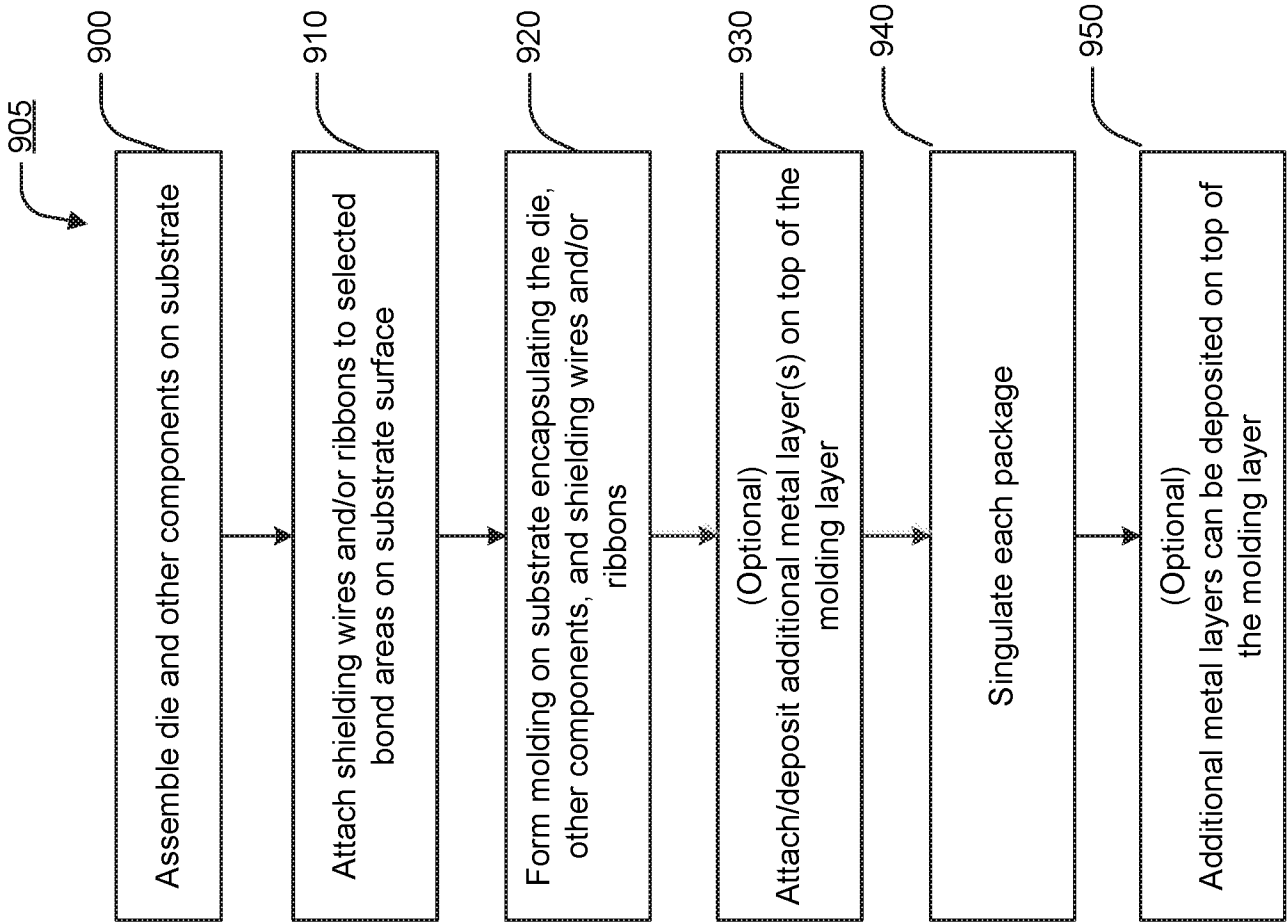 905
900
Assemble die and other components on substrate
910
Attach shielding wires and/or ribbons to selected
bond areas on substrate surface
920
Form molding on substrate encapsulating the die,
other components, and shielding wires and/or
ribbons
930
(Optional)
Attach/deposit additional metal layer(s) on top of the
molding layer
940
Singulate each package
950
(Optional)
Additional metal layers can be deposited on top of
the molding layer